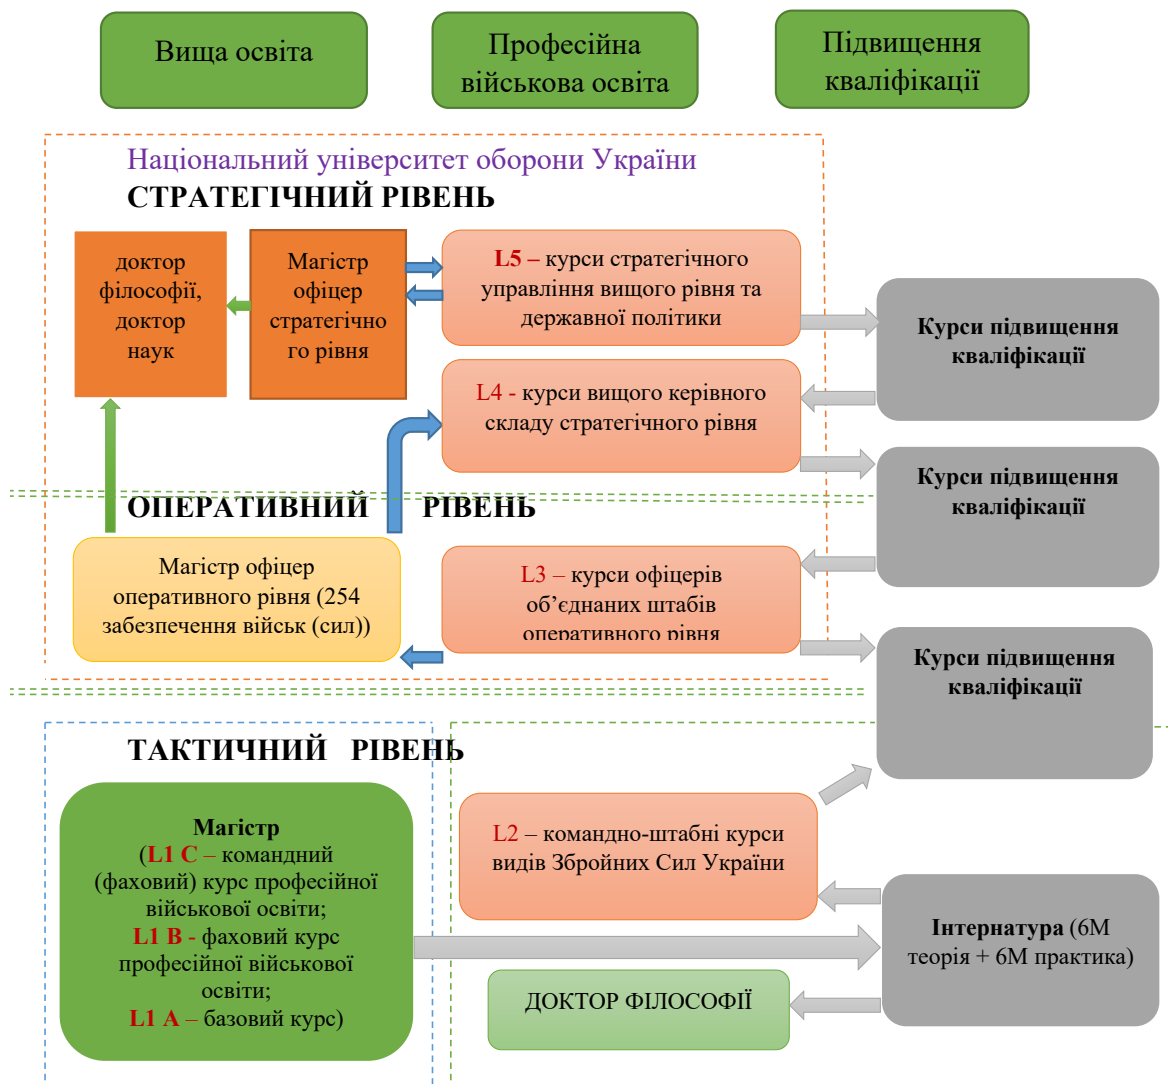 Вища освіта
Професійна
військова освіта
Підвищення
кваліфікації
Національний університет оборони України
СТРАТЕГІЧНИЙ РІВЕНЬ
доктор
філософії,
доктор
наук
Магістр
офіцер
стратегічно
го рівня
L5 – курси стратегічного
управління вищого рівня та
державної політики
Курси підвищення
кваліфікації
L4 - курси вищого керівного
складу стратегічного рівня
Курси підвищення
кваліфікації
ОПЕРАТИВНИЙ РІВЕНЬ
Магістр офіцер
оперативного рівня (254
забезпечення військ (сил))
L3 – курси офіцерів
об’єднаних штабів
оперативного рівня
Курси підвищення
кваліфікації
ТАКТИЧНИЙ РІВЕНЬ
Магістр
(L1 C – командний
(фаховий) курс професійної
військової освіти;
L1 B - фаховий курс
професійної військової
освіти;
L1 A – базовий курс)
L2 – командно-штабні курси
видів Збройних Сил України
Інтернатура (6М
теорія + 6М практика)
ДОКТОР ФІЛОСОФІЇ